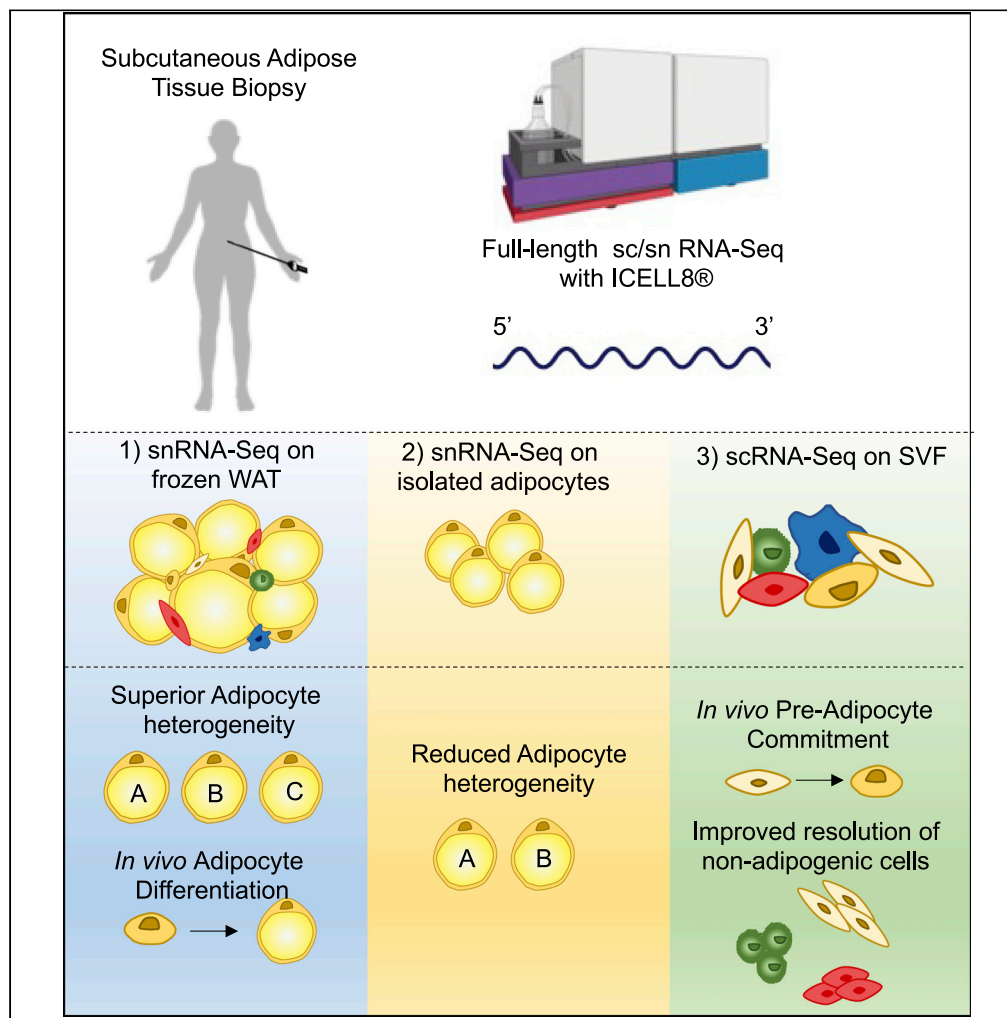 Subcutaneous Adipose
Tissue Biopsy
Full-length sc/sn RNA-Seq
with ICELL8®
5’
3’
1) snRNA-Seq on
frozen WAT
2) snRNA-Seq on
isolated adipocytes
3) scRNA-Seq on SVF
Superior Adipocyte
heterogeneity
A
B
C
In vivo Adipocyte
Differentiation
Reduced Adipocyte
heterogeneity
A
B
In vivo Pre-Adipocyte
Commitment
Improved resolution of
non-adipogenic cells